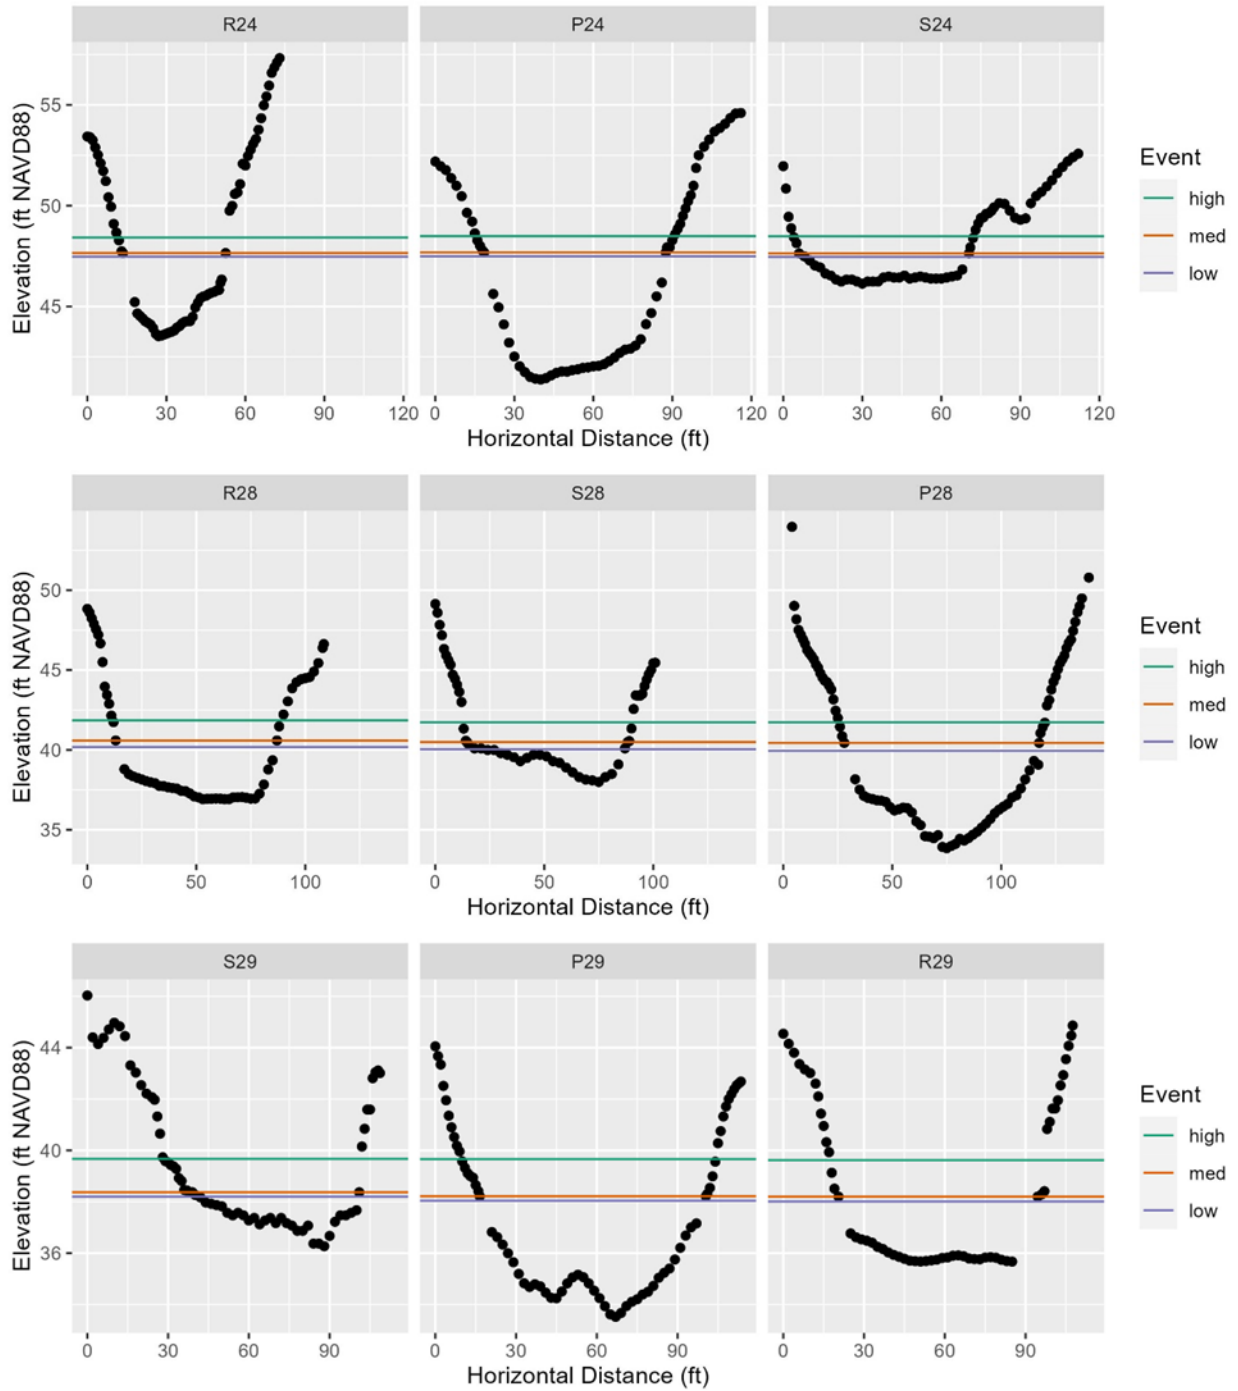 R24 P24 S24
55
50
45
Elevation (ft NAVD88)
0 30 60 90 120 0 30 60 90 120 0 30 60 90 120
Horizontal Distance (ft)
Event
high
med
low
R28 S28 P28
50
45
40
35
Elevation (ft NAVD88)
0 50 100 0 50 100 0 50 100
Horizontal Distance (ft)
Event
high
med
low
S29 P29 R29
44
40
36
Elevation (ft NAVD88)
0 30 60 90 0 30 60 90 0 30 60 90
Horizontal Distance (ft)
Event
high
med
low